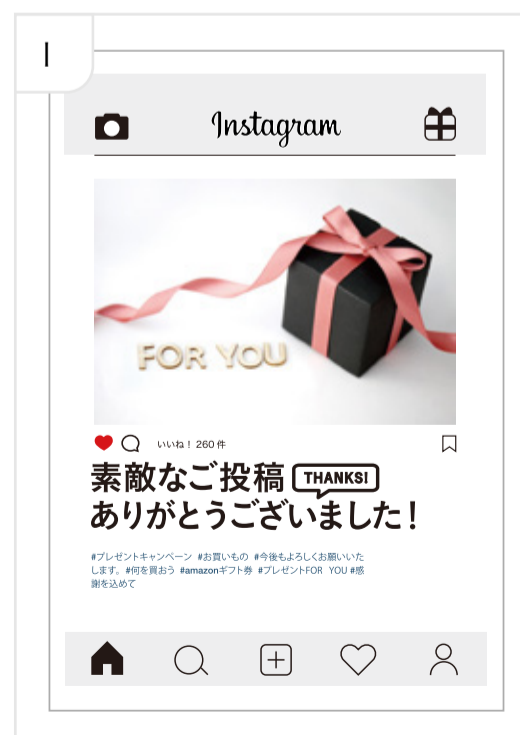 1
Instagram
FOR YOU
いいね！ 260 件
素敵なご投稿 THANKS!
ありがとうございました！
#プレゼントキャンペーン #お買いもの #今後もよろしくお願いいた
します。#何を買おう #amazonギフト券 #プレゼントFOR YOU #感
謝を込めて